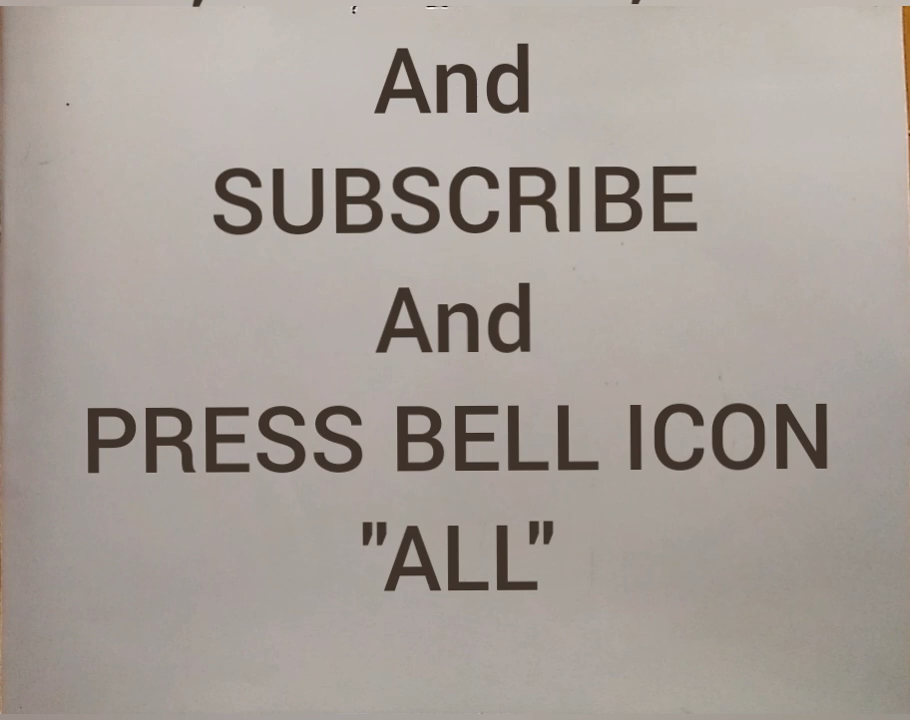 And
SUBSCRIBE
And
PRESS BELL ICON
"ALL"